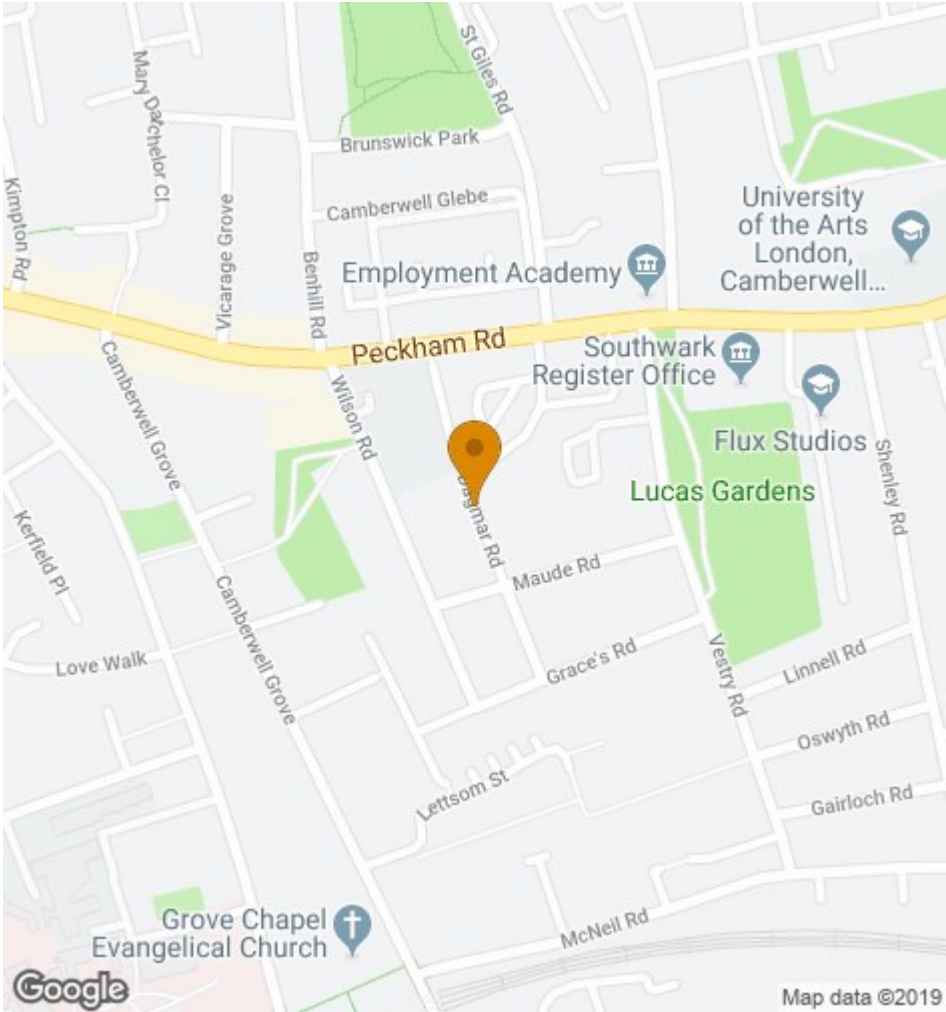 St Giles Rd
Mary Datchelor Cl
Brunswick Park
Kimpton Rd
Vicarage Grove
Camberwell Glebe
University
of the Arts
London,
Camberwell...
Benhill Rd
Employment Academy
Peckham Rd
Southwark
Register Office
Camberwell Grove
Wilson Rd
Flux Studios
Shenley Rd
Lucas Gardens
Dagmar Rd
Kerfield Pl
Maude Rd
Camberwell Grove
Love Walk
Grace's Rd
Vestry Rd
Linnell Rd
Oswyth Rd
Lettsom St
Gairloch Rd
Grove Chapel
Evangelical Church
McNeil Rd
Google
Map data ©2019